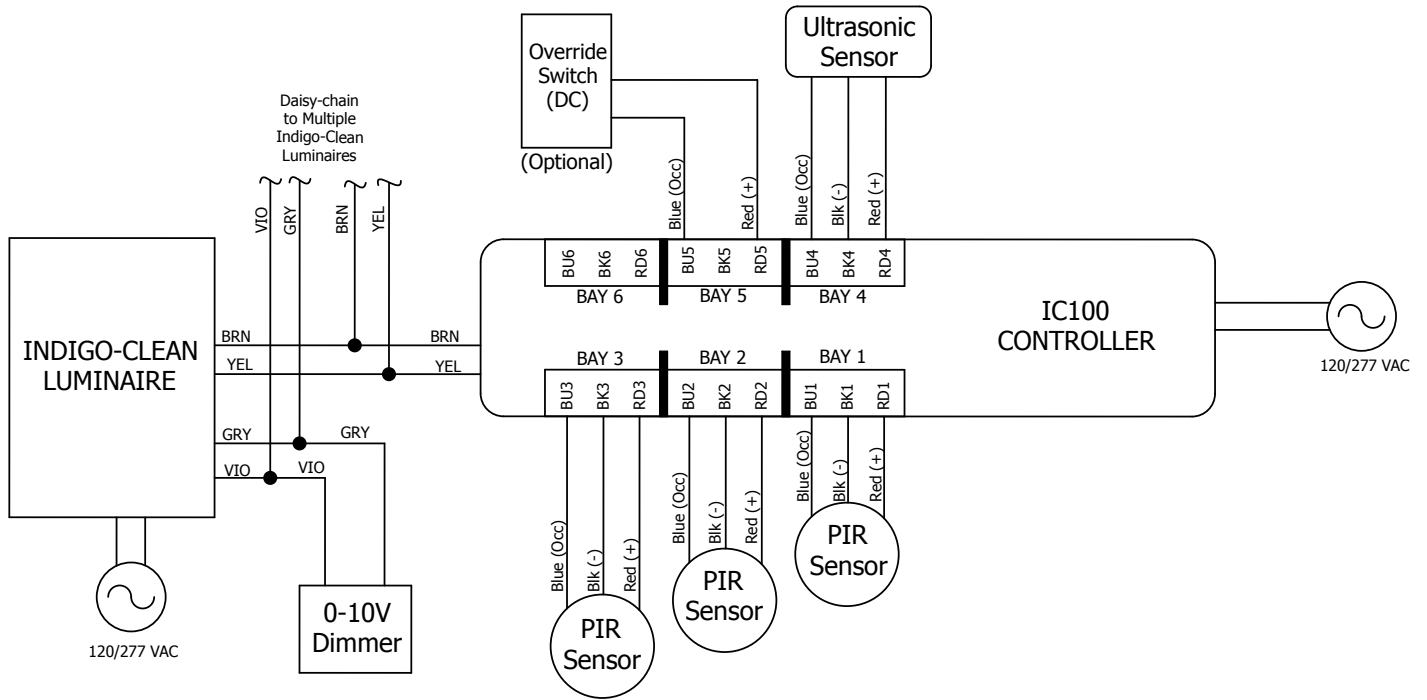 Ultrasonic
Sensor
Override
Switch
(DC)
(Optional)
Daisy-chain
to Multiple
Indigo-Clean
Luminaires
VIO
GRY
BRN
YEL
Blue (Occ)
Red (+)
Blue (Occ)
Blk (-)
Red (+)
BU6
BK6
RD6
BU5
BK5
RD5
BU4
BK4
RD4
BAY 6
BAY 5
BAY 4
INDIGO-CLEAN
LUMINAIRE
BRN
BRN
YEL
YEL
GRY
GRY
VIO
VIO
IC100
CONTROLLER
120/277 VAC
BAY 3
BAY 2
BAY 1
BU3
BK3
RD3
BU2
BK2
RD2
BU1
BK1
RD1
Blue (Occ)
Blk (-)
Red (+)
Blue (Occ)
Blk (-)
Red (+)
Blue (Occ)
Blk (-)
Red (+)
PIR
Sensor
PIR
Sensor
PIR
Sensor
0-10V
Dimmer
120/277 VAC